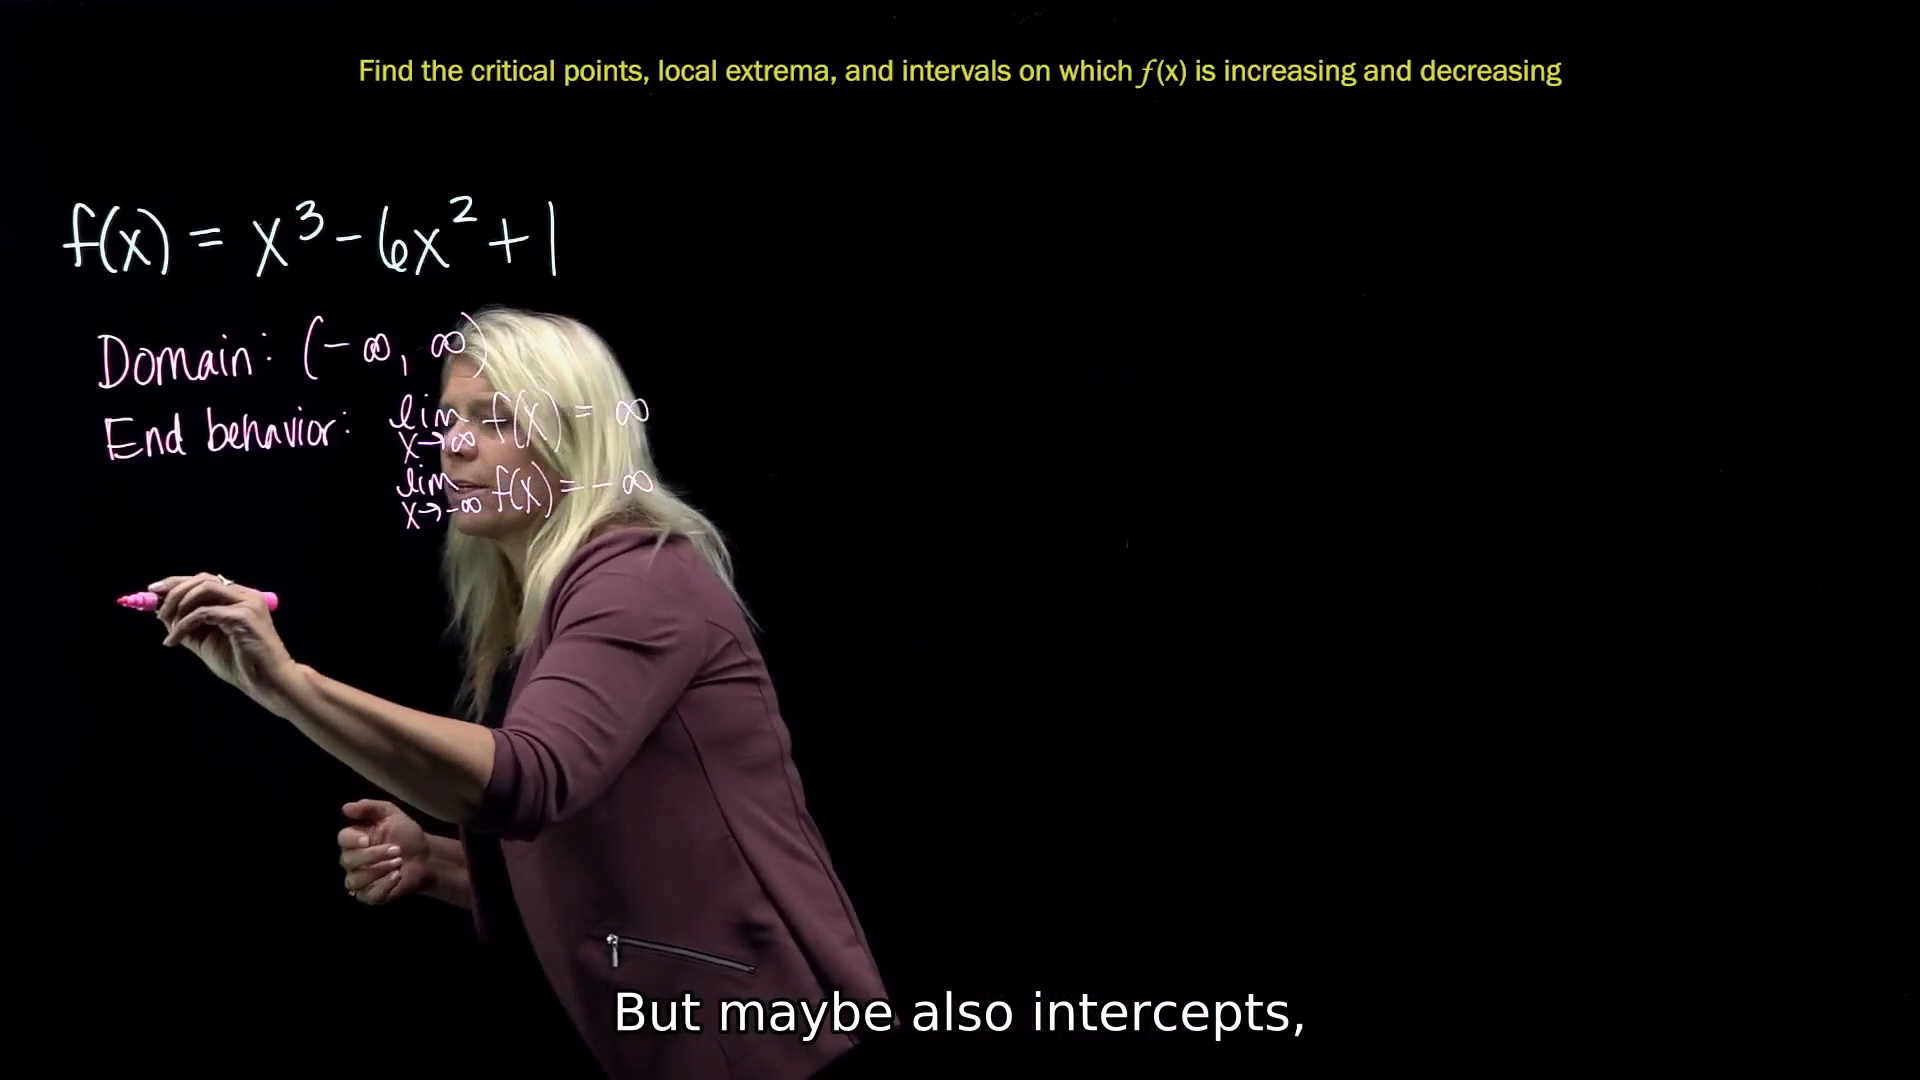 Find the critical points, local extrema, and intervals on which f(x) is increasing and decreasing
f(x) = x³ - 6x² + 1
Domain: (-∞, ∞)
End behavior: lim x→∞ f(x) = ∞
lim x→-∞ f(x) = -∞
But maybe also intercepts,